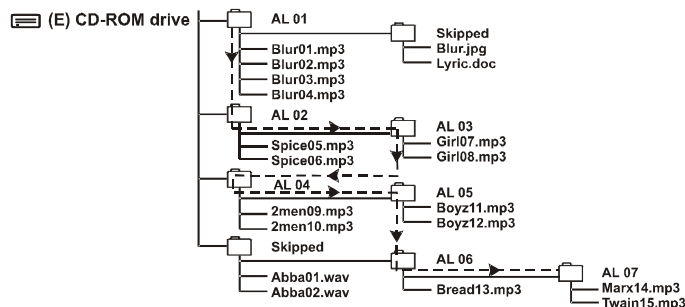 (E) CD-ROM drive
AL 01
Blur01.mp3
Blur02.mp3
Blur03.mp3
Blur04.mp3
Skipped
Blur.jpg
Lyric.doc
AL 02
Spice05.mp3
Spice06.mp3
AL 03
Girl07.mp3
Girl08.mp3
AL 04
2men09.mp3
2men10.mp3
AL 05
Boyz11.mp3
Boyz12.mp3
Skipped
Abba01.wav
Abba02.wav
AL 06
Bread13.mp3
AL 07
Marx14.mp3
Twain15.mp3